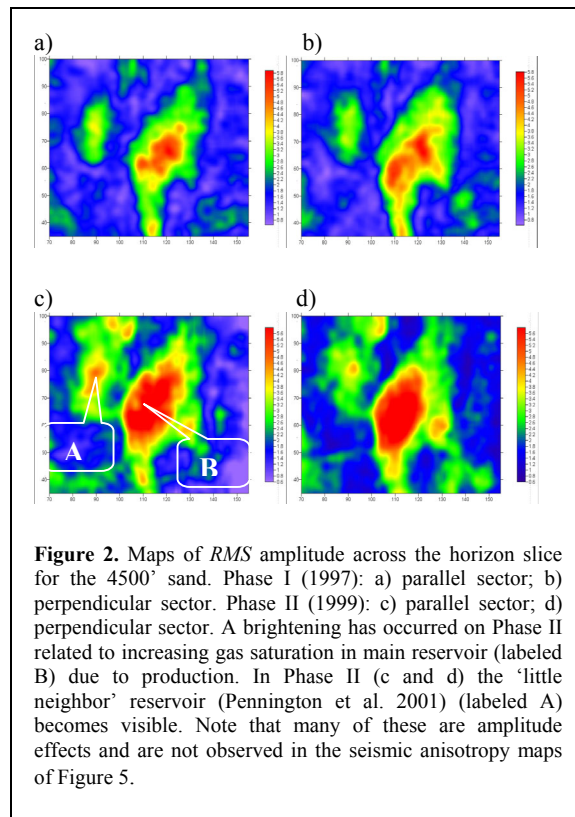 a)
b)
c)
d)
A
B
Figure 2. Maps of RMS amplitude across the horizon slice
for the 4500' sand. Phase I (1997): a) parallel sector; b)
perpendicular sector. Phase II (1999): c) parallel sector; d)
perpendicular sector. A brightening has occurred on Phase II
related to increasing gas saturation in main reservoir (labeled
B) due to production. In Phase II (c and d) the 'little
neighbor' reservoir (Pennington et al. 2001) (labeled A)
becomes visible. Note that many of these are amplitude
effects and are not observed in the seismic anisotropy maps
of Figure 5.